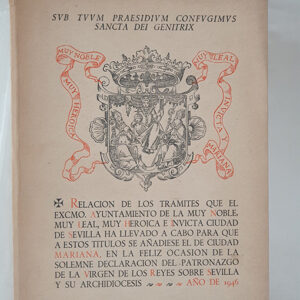 SVB TVVM PRAESIDIVM CONFVGIMVS
SANCTA DEI GENITRIX
MUY NOBLE
MUY HEROICA
MUY LEAL
INVICTA Y
MARIANA
✠ RELACION DE LOS TRAMITES QUE EL
EXCMO. AYUNTAMIENTO DE LA MUY NOBLE,
MUY LEAL, MUY HEROICA E INVICTA CIUDAD
DE SEVILLA HA LLEVADO A CABO PARA QUE
A ESTOS TITULOS SE AÑADIESE EL DE CIUDAD
MARIANA, EN LA FELIZ OCASION DE LA
SOLEMNE DECLARACION DEL PATRONAZGO
DE LA VIRGEN DE LOS REYES SOBRE SEVILLA
Y SU ARCHIDIOCESIS ~ ~ ~ ~ AÑO DE 1946